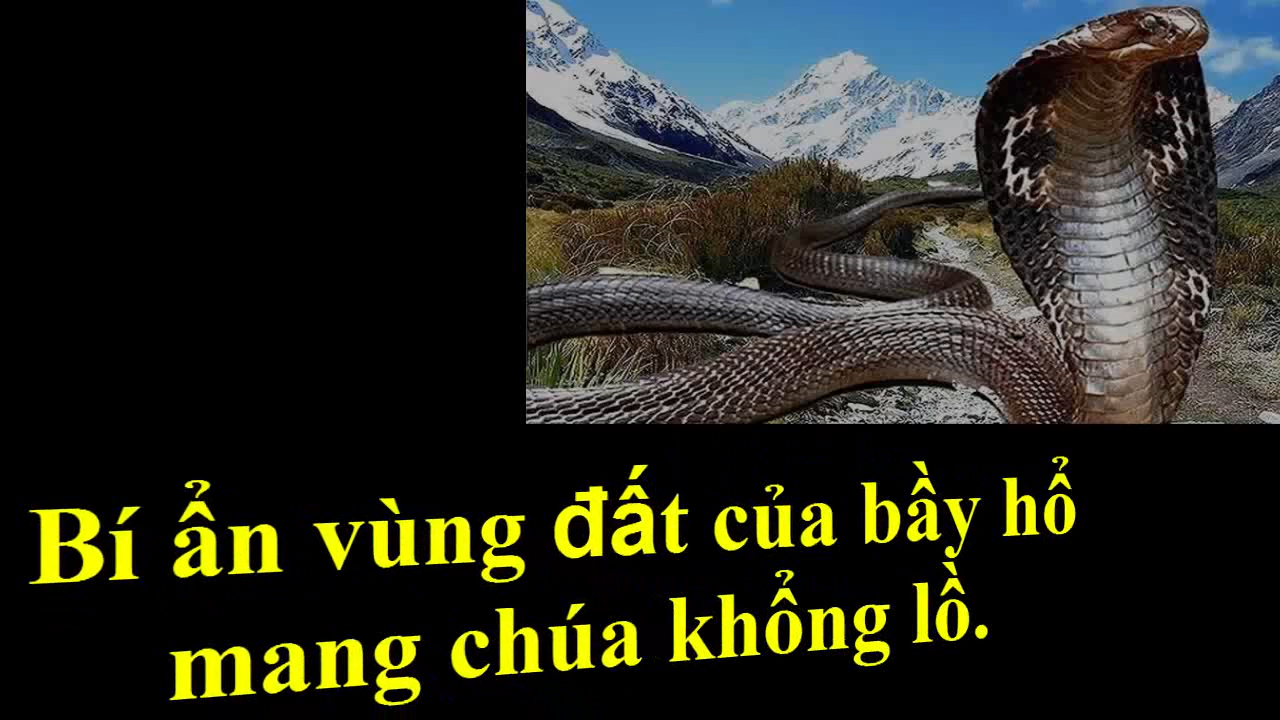 Bí ẩn vùng đất của bầy hổ
mang chúa khổng lồ.